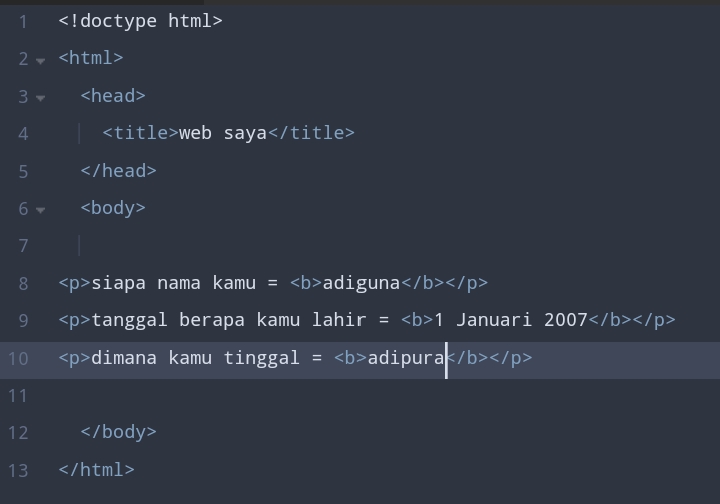 1 <!doctype html>
2 <html>
3 <head>
4 <title>web saya</title>
5 </head>
6 <body>
7
8 <p>siapa nama kamu = <b>adiguna</b></p>
9 <p>tanggal berapa kamu lahir = <b>1 Januari 2007</b></p>
10 <p>dimana kamu tinggal = <b>adipura</b></p>
11
12 </body>
13 </html>